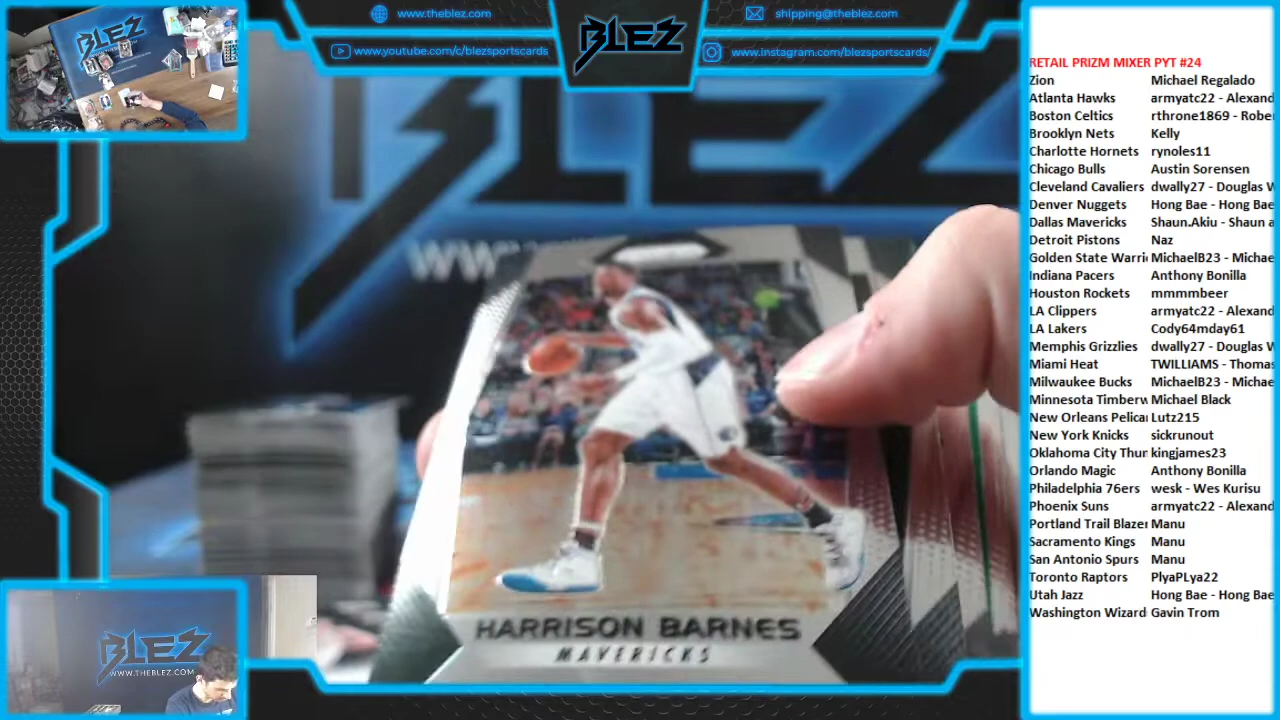 www.theblez.com
www.youtube.com/c/blezsportscards
BLEZ
shipping@theblez.com
www.instagram.com/blezsportscards/
BLEZ
BLEZ
WW
HARRISON BARNES
MAVERICKS
BLEZ
WWW.THEBLEZ.COM
RETAIL PRIZM MIXER PYT #24
Zion Michael Regalado
Atlanta Hawks armyatc22 - Alexand
Boston Celtics rthrone1869 - Robe
Brooklyn Nets Kelly
Charlotte Hornets rynoles11
Chicago Bulls Austin Sorensen
Cleveland Cavaliers dwally27 - Douglas W
Denver Nuggets Hong Bae - Hong Bae
Dallas Mavericks Shaun.Akiu - Shaun a
Detroit Pistons Naz
Golden State Warri MichaelB23 - Michae
Indiana Pacers Anthony Bonilla
Houston Rockets mmmmbeer
LA Clippers armyatc22 - Alexand
LA Lakers Cody64mday61
Memphis Grizzlies dwally27 - Douglas W
Miami Heat TWILLIAMS - Thomas
Milwaukee Bucks MichaelB23 - Michae
Minnesota Timberw Michael Black
New Orleans Pelica Lutz215
New York Knicks sickrunout
Oklahoma City Thun kingjames23
Orlando Magic Anthony Bonilla
Philadelphia 76ers wesk - Wes Kurisu
Phoenix Suns armyatc22 - Alexand
Portland Trail Blazer Manu
Sacramento Kings Manu
San Antonio Spurs Manu
Toronto Raptors PlyaPLya22
Utah Jazz Hong Bae - Hong Bae
Washington Wizard Gavin Trom